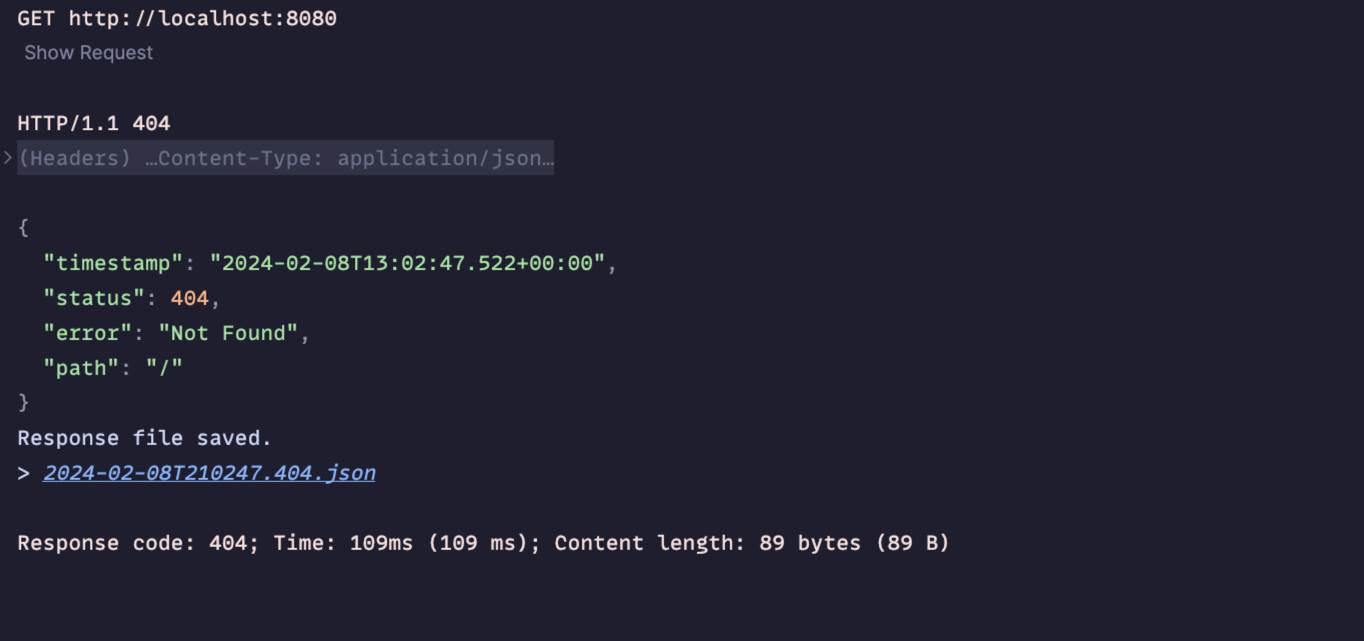 GET http://localhost:8080
Show Request
HTTP/1.1 404
(Headers) …Content-Type: application/json…
{
"timestamp": "2024-02-08T13:02:47.522+00:00",
"status": 404,
"error": "Not Found",
"path": "/"
}
Response file saved.
> 2024-02-08T210247.404.json
Response code: 404; Time: 109ms (109 ms); Content length: 89 bytes (89 B)